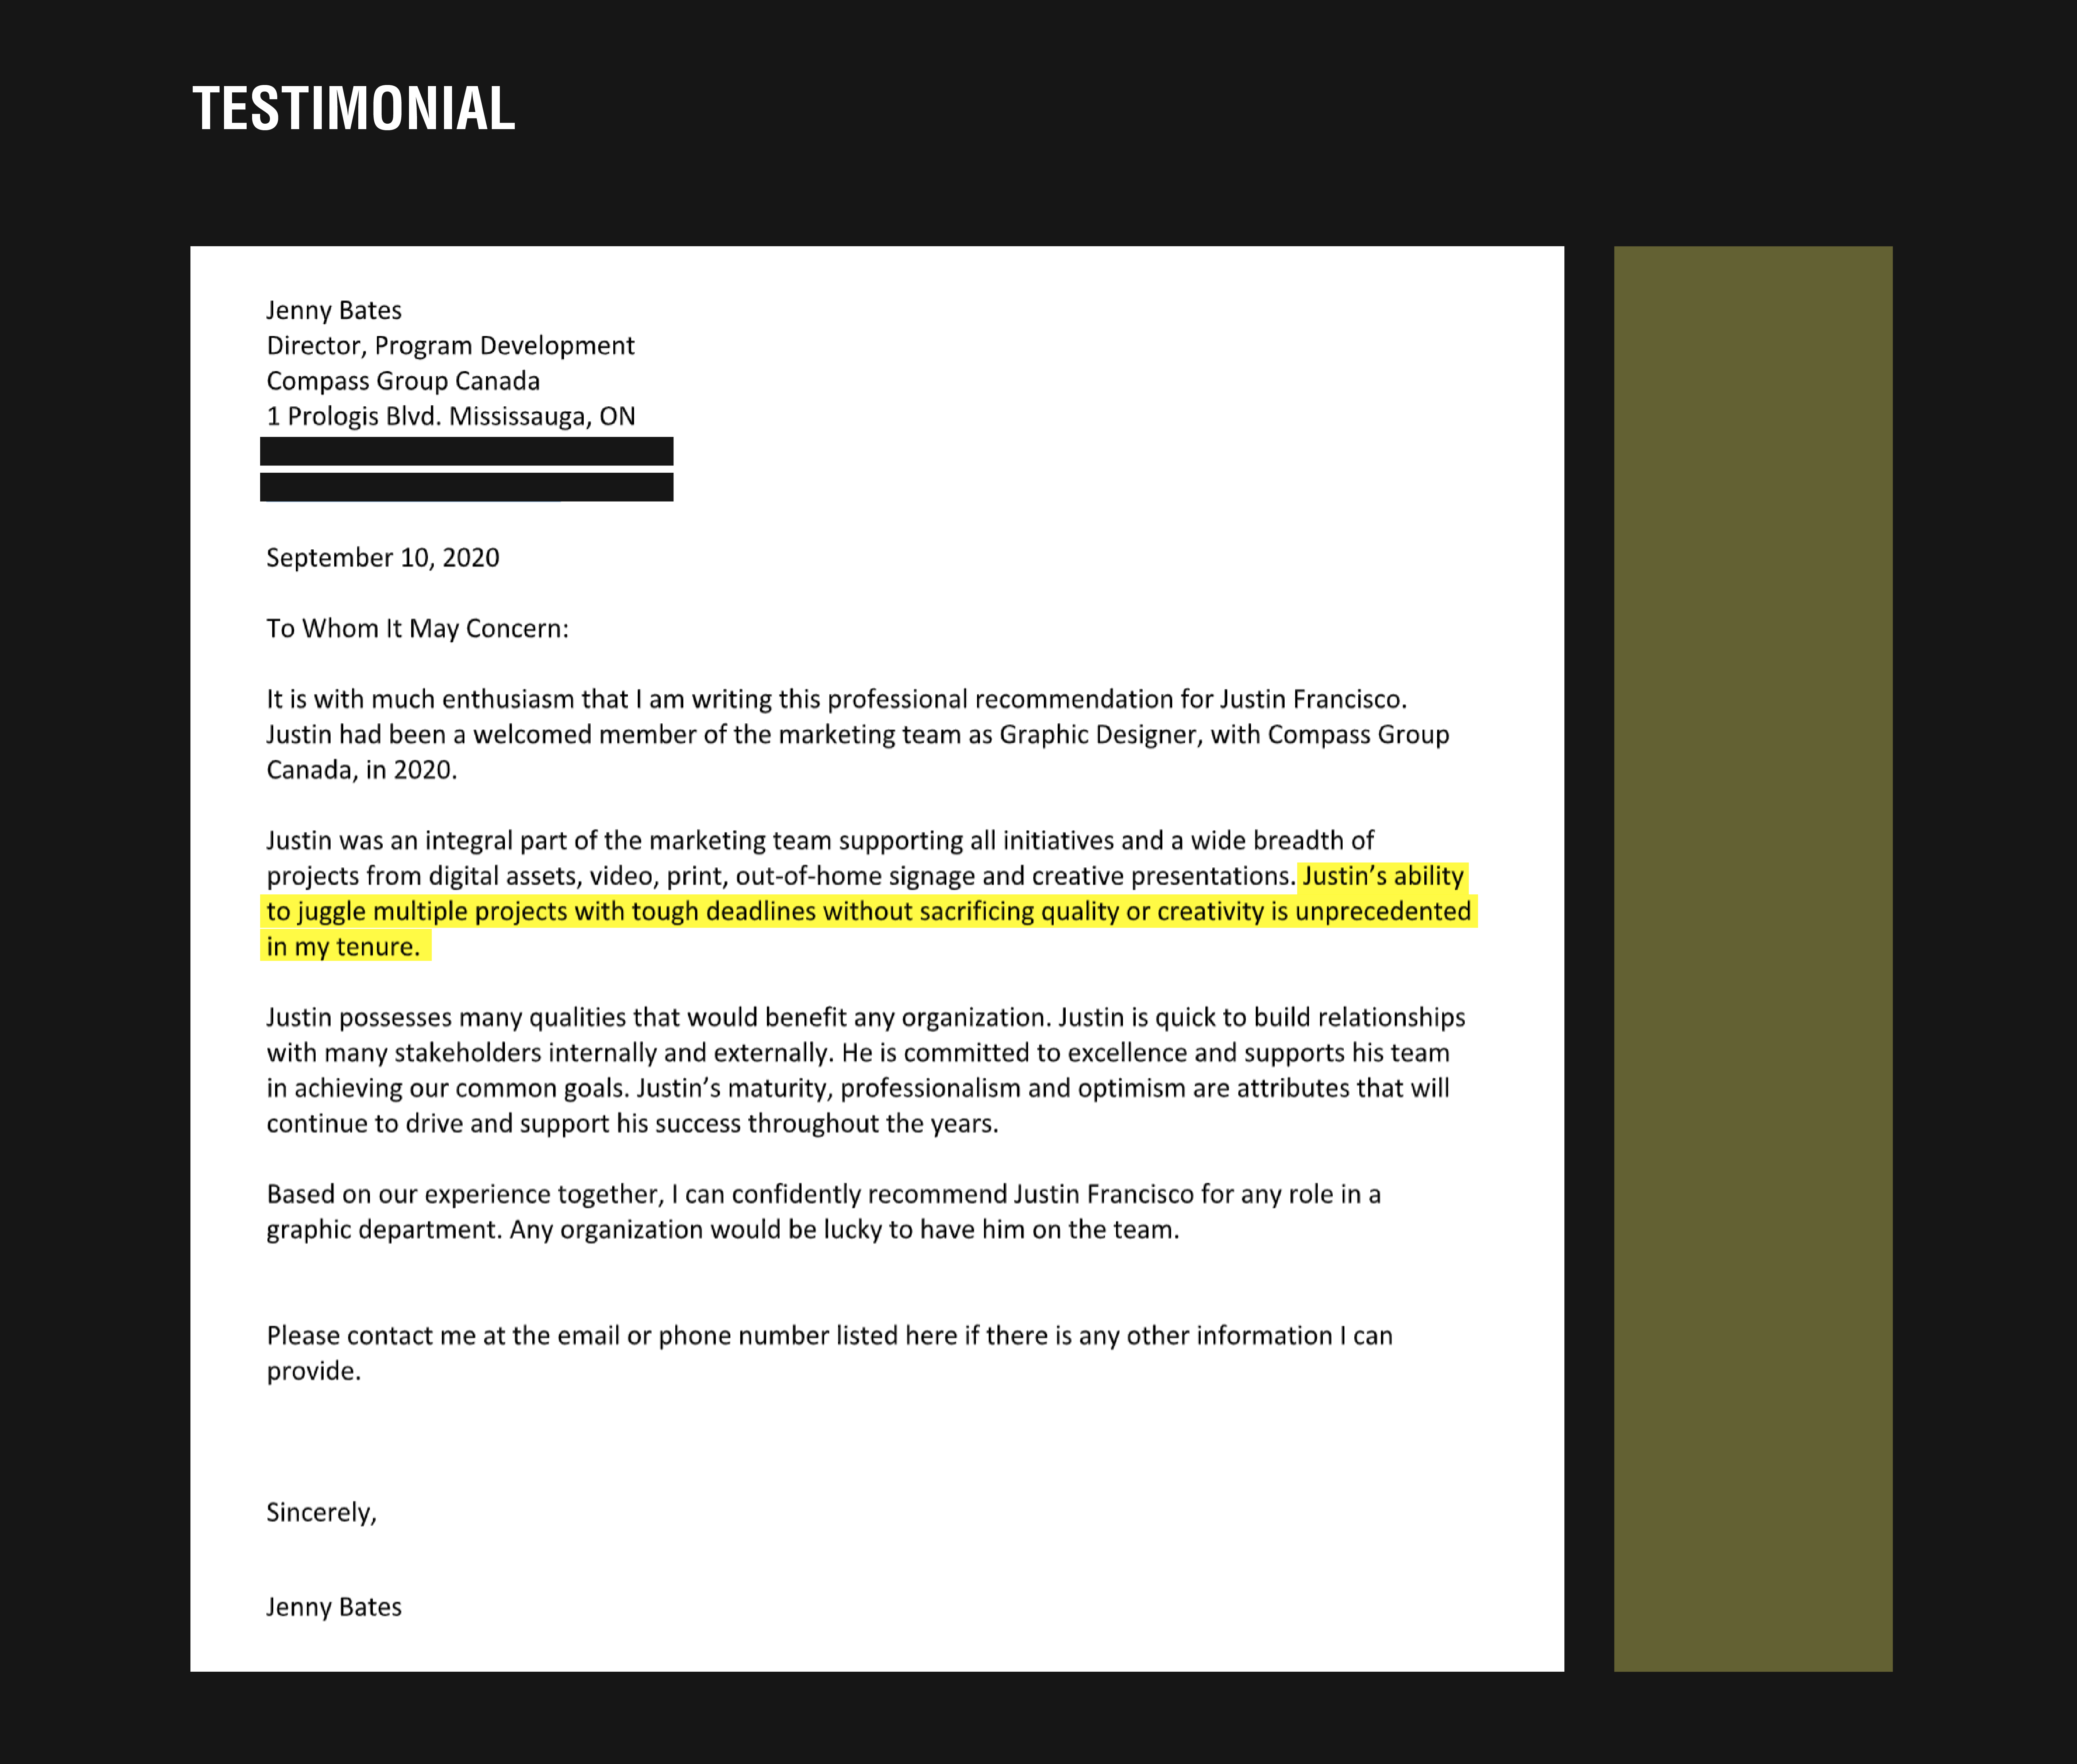 TESTIMONIAL
Jenny Bates
Director, Program Development
Compass Group Canada
1 Prologis Blvd. Mississauga, ON
September 10, 2020
To Whom It May Concern:
It is with much enthusiasm that I am writing this professional recommendation for Justin Francisco.
Justin had been a welcomed member of the marketing team as Graphic Designer, with Compass Group
Canada, in 2020.
Justin was an integral part of the marketing team supporting all initiatives and a wide breadth of
projects from digital assets, video, print, out-of-home signage and creative presentations. Justin’s ability
to juggle multiple projects with tough deadlines without sacrificing quality or creativity is unprecedented
in my tenure.
Justin possesses many qualities that would benefit any organization. Justin is quick to build relationships
with many stakeholders internally and externally. He is committed to excellence and supports his team
in achieving our common goals. Justin’s maturity, professionalism and optimism are attributes that will
continue to drive and support his success throughout the years.
Based on our experience together, I can confidently recommend Justin Francisco for any role in a
graphic department. Any organization would be lucky to have him on the team.
Please contact me at the email or phone number listed here if there is any other information I can
provide.
Sincerely,
Jenny Bates